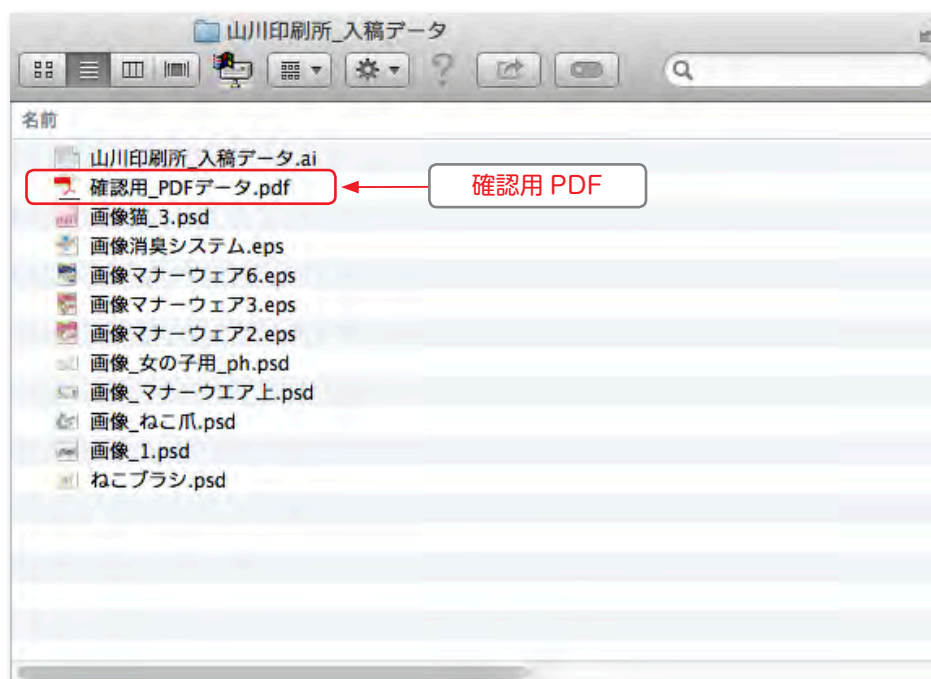 山川印刷所_入稿データ
名前
山川印刷所_入稿データ.ai
確認用_PDFデータ.pdf
確認用 PDF
画像猫_3.psd
画像消臭システム.eps
画像マナーウェア6.eps
画像マナーウェア3.eps
画像マナーウェア2.eps
画像_女の子用_ph.psd
画像_マナーウエア上.psd
画像_ねこ爪.psd
画像_1.psd
ねこブラシ.psd